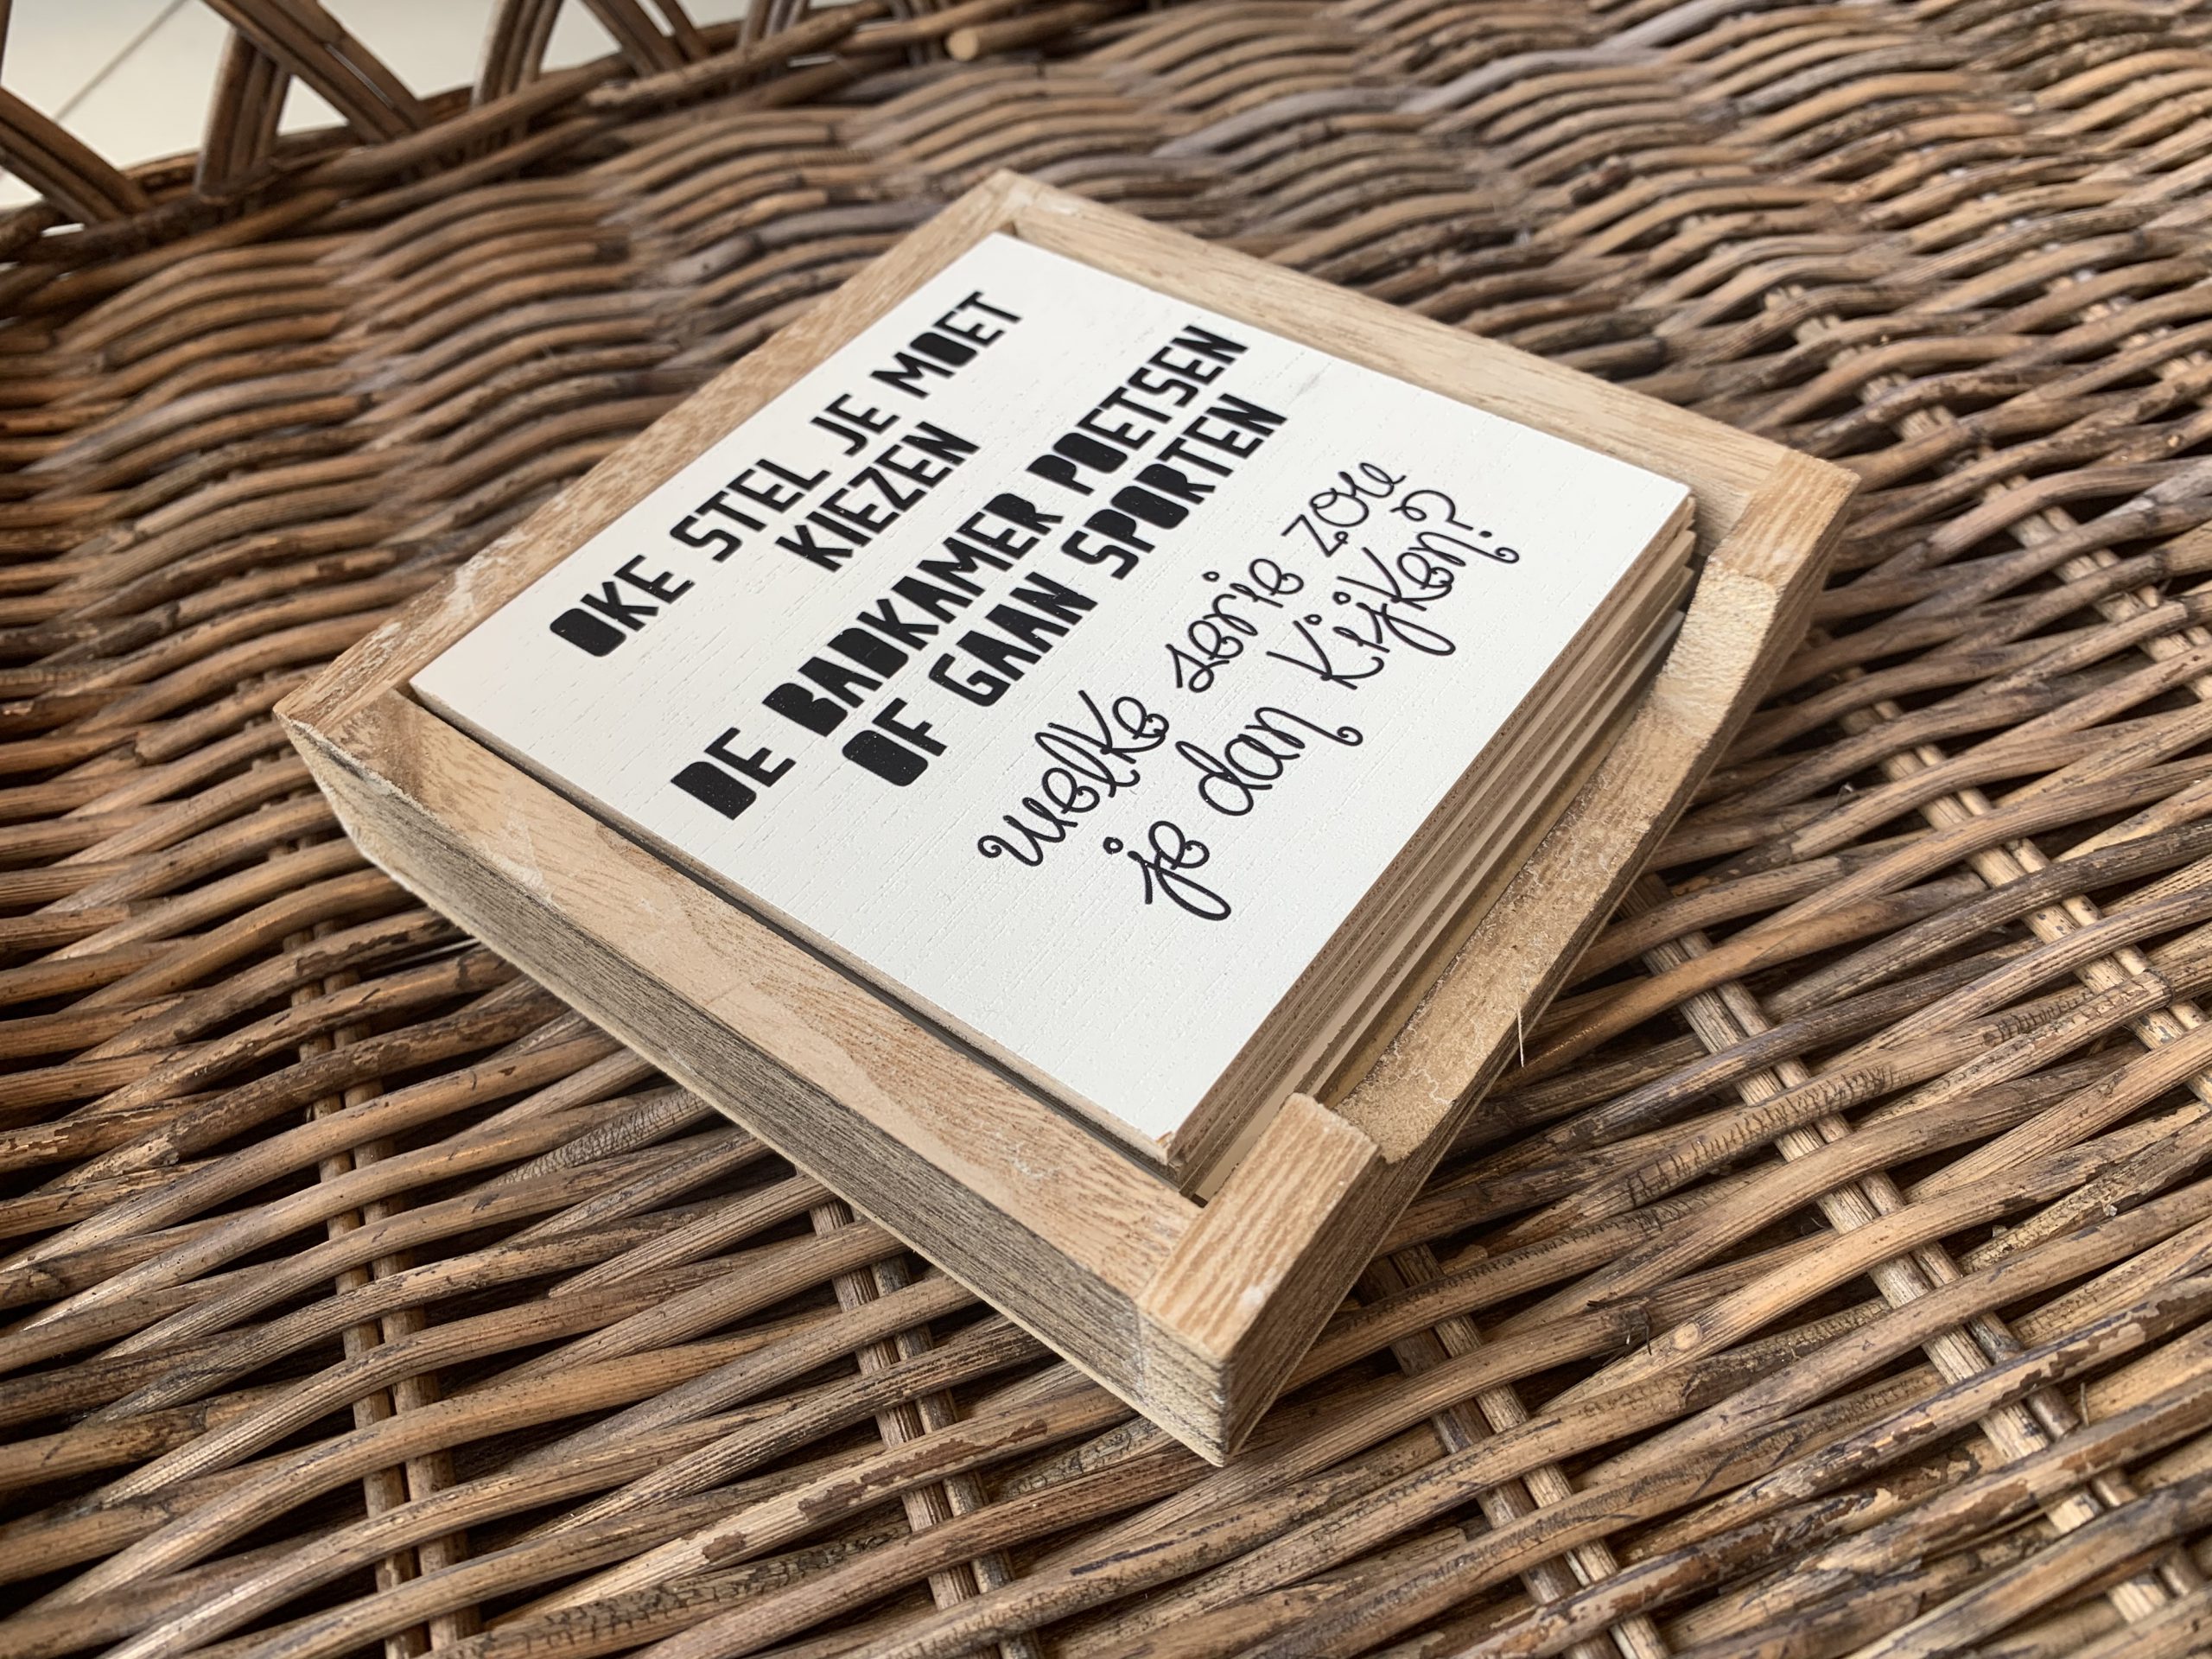 OKE STEL JE MOET
KIEZEN
DE BADKAMER POETSEN
OF GAAN SPORTEN
welke serie zou
je dan kijken?